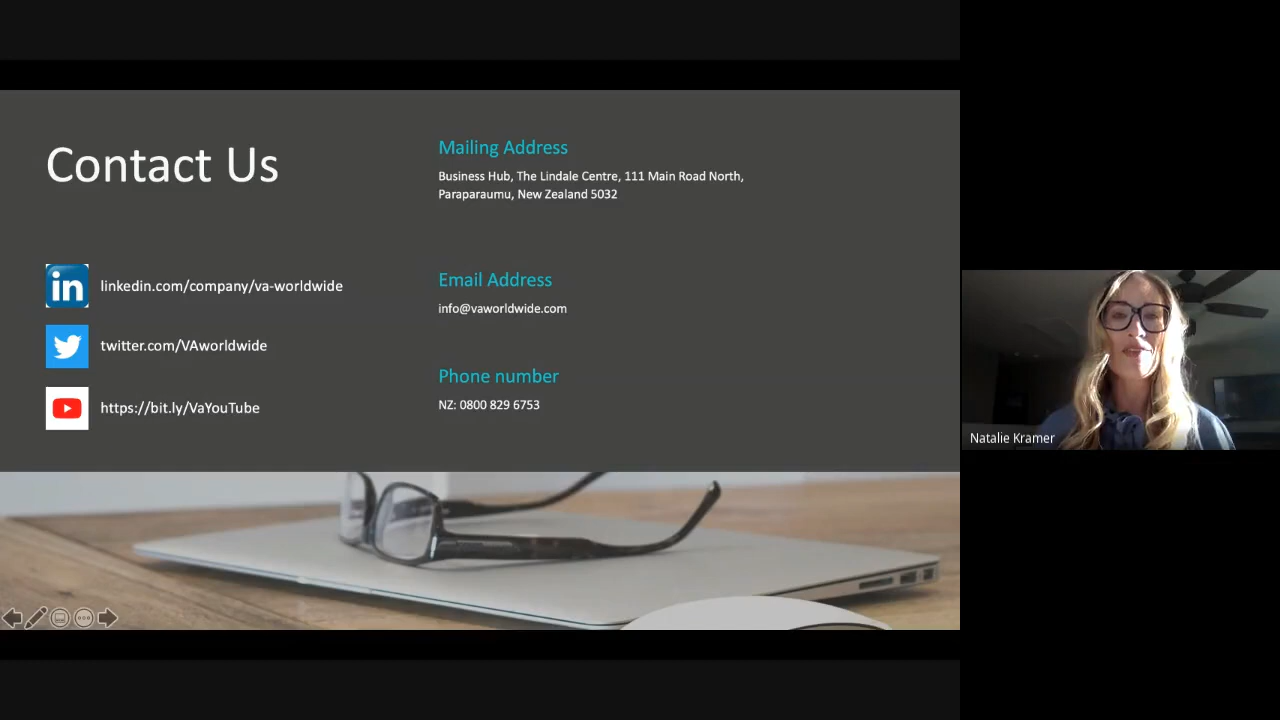 Contact Us
in linkedin.com/company/va-worldwide
twitter.com/VAworldwide
https://bit.ly/VaYouTube
Mailing Address
Business Hub, The Lindale Centre, 111 Main Road North,
Paraparaumu, New Zealand 5032
Email Address
info@vaworldwide.com
Phone number
NZ: 0800 829 6753
Natalie Kramer